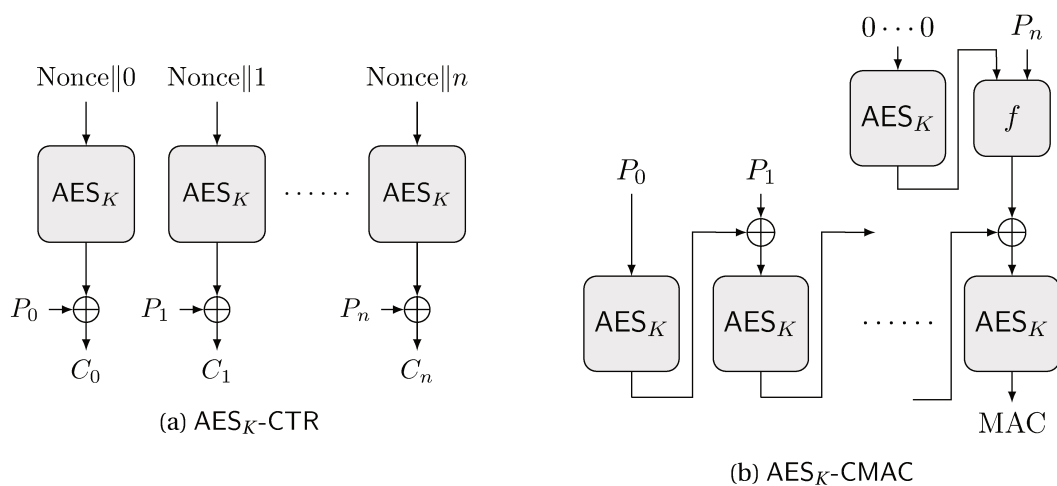 Nonce∥0 Nonce∥1 Nonce∥n
AES_K AES_K ······ AES_K
P_0 P_1 P_n
C_0 C_1 C_n
(a) AES_K-CTR
0···0 P_n
AES_K f
P_0 P_1
AES_K AES_K ······ AES_K
MAC
(b) AES_K-CMAC